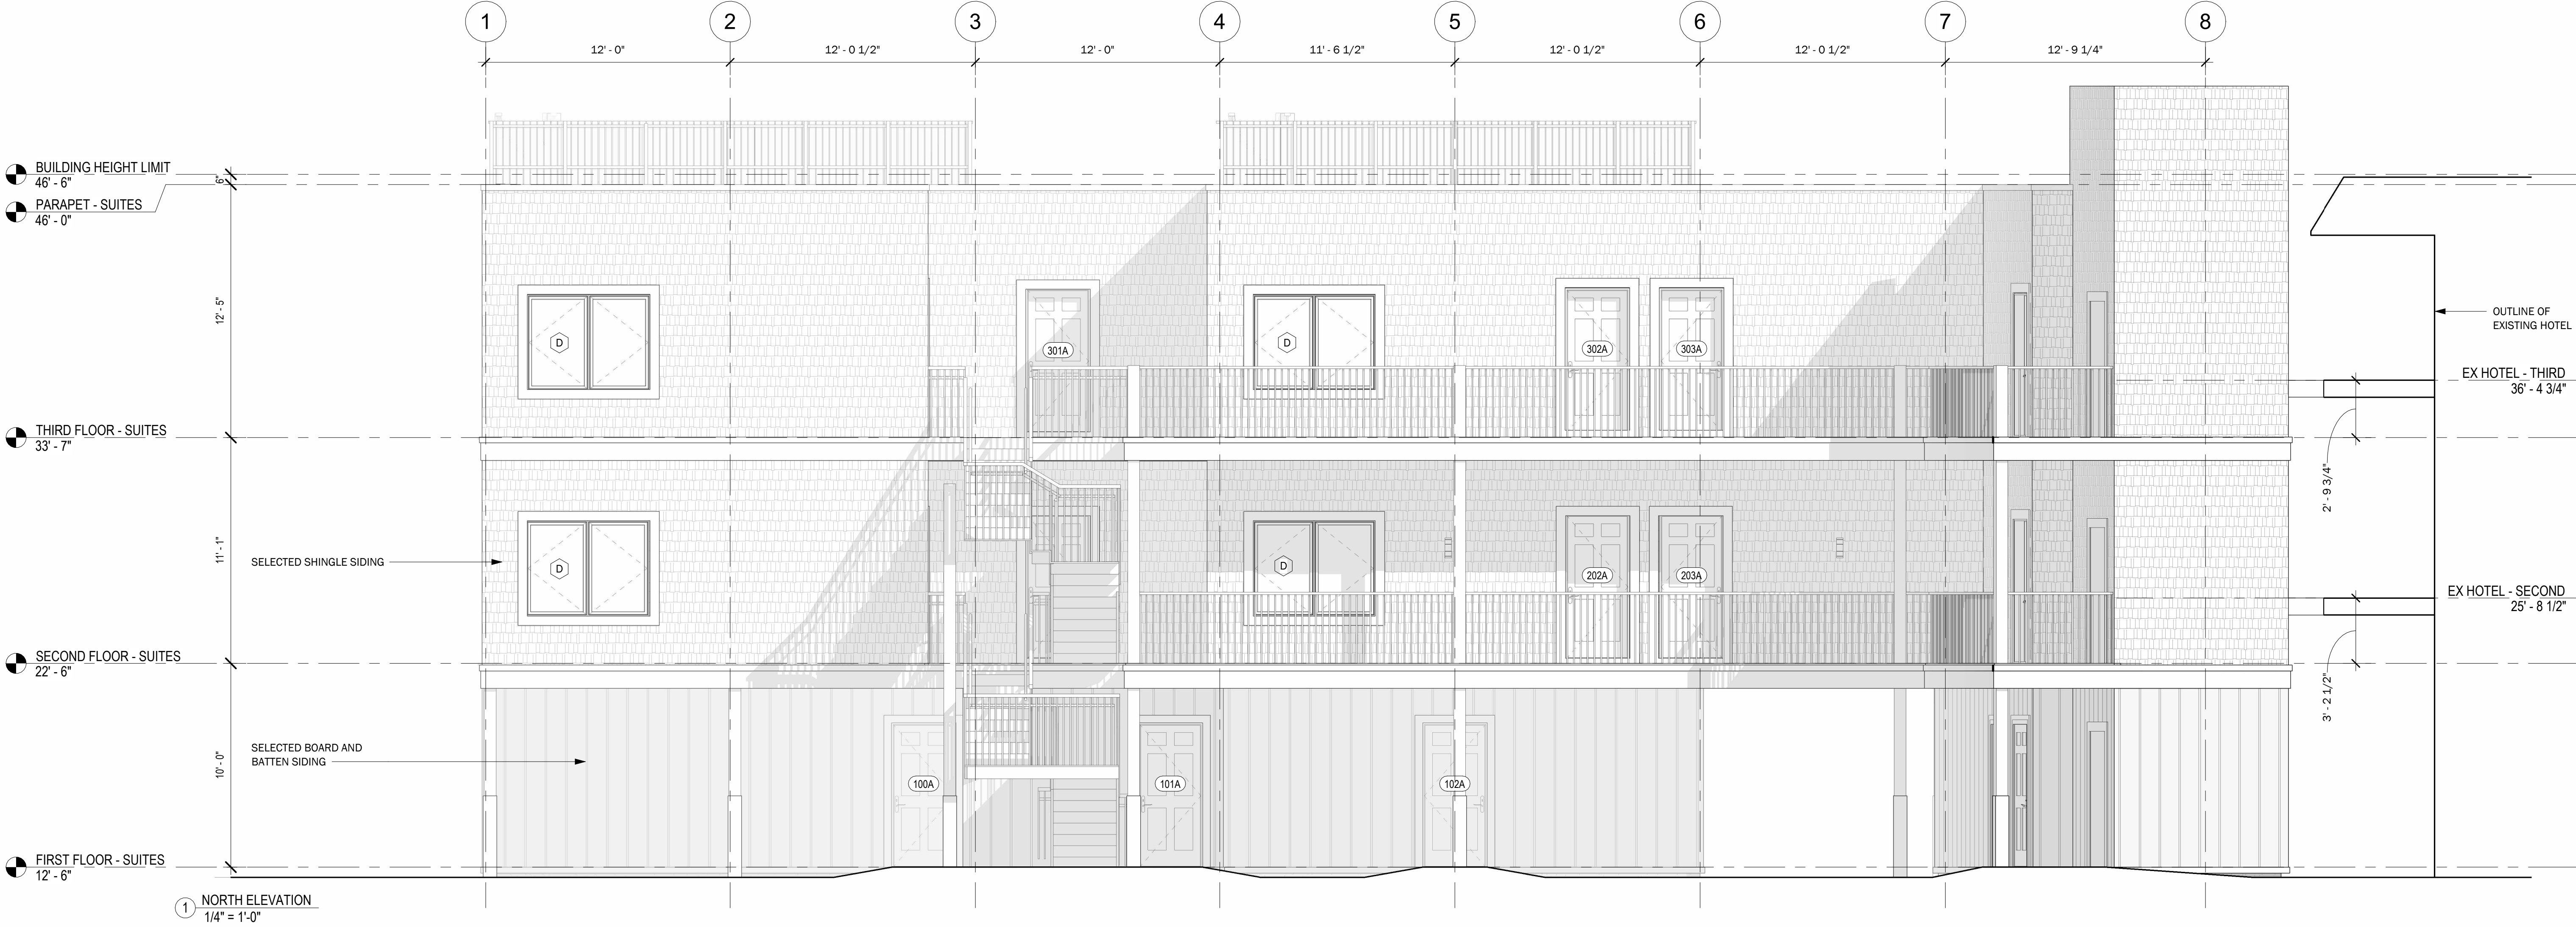 1 2 3 4 5 6 7 8
12' - 0" 12' - 0 1/2" 12' - 0" 11' - 6 1/2" 12' - 0 1/2" 12' - 0 1/2" 12' - 9 1/4"
BUILDING HEIGHT LIMIT
46' - 6"
6"
PARAPET - SUITES
46' - 0"
12' - 5"
D
301A
D
302A
303A
OUTLINE OF
EXISTING HOTEL
EX HOTEL - THIRD
36' - 4 3/4"
THIRD FLOOR - SUITES
33' - 7"
2' - 9 3/4"
11' - 1"
SELECTED SHINGLE SIDING
D
D
202A
203A
EX HOTEL - SECOND
25' - 8 1/2"
SECOND FLOOR - SUITES
22' - 6"
3' - 2 1/2"
10' - 0"
SELECTED BOARD AND
BATTEN SIDING
100A
101A
102A
FIRST FLOOR - SUITES
12' - 6"
1 NORTH ELEVATION
1/4" = 1'-0"